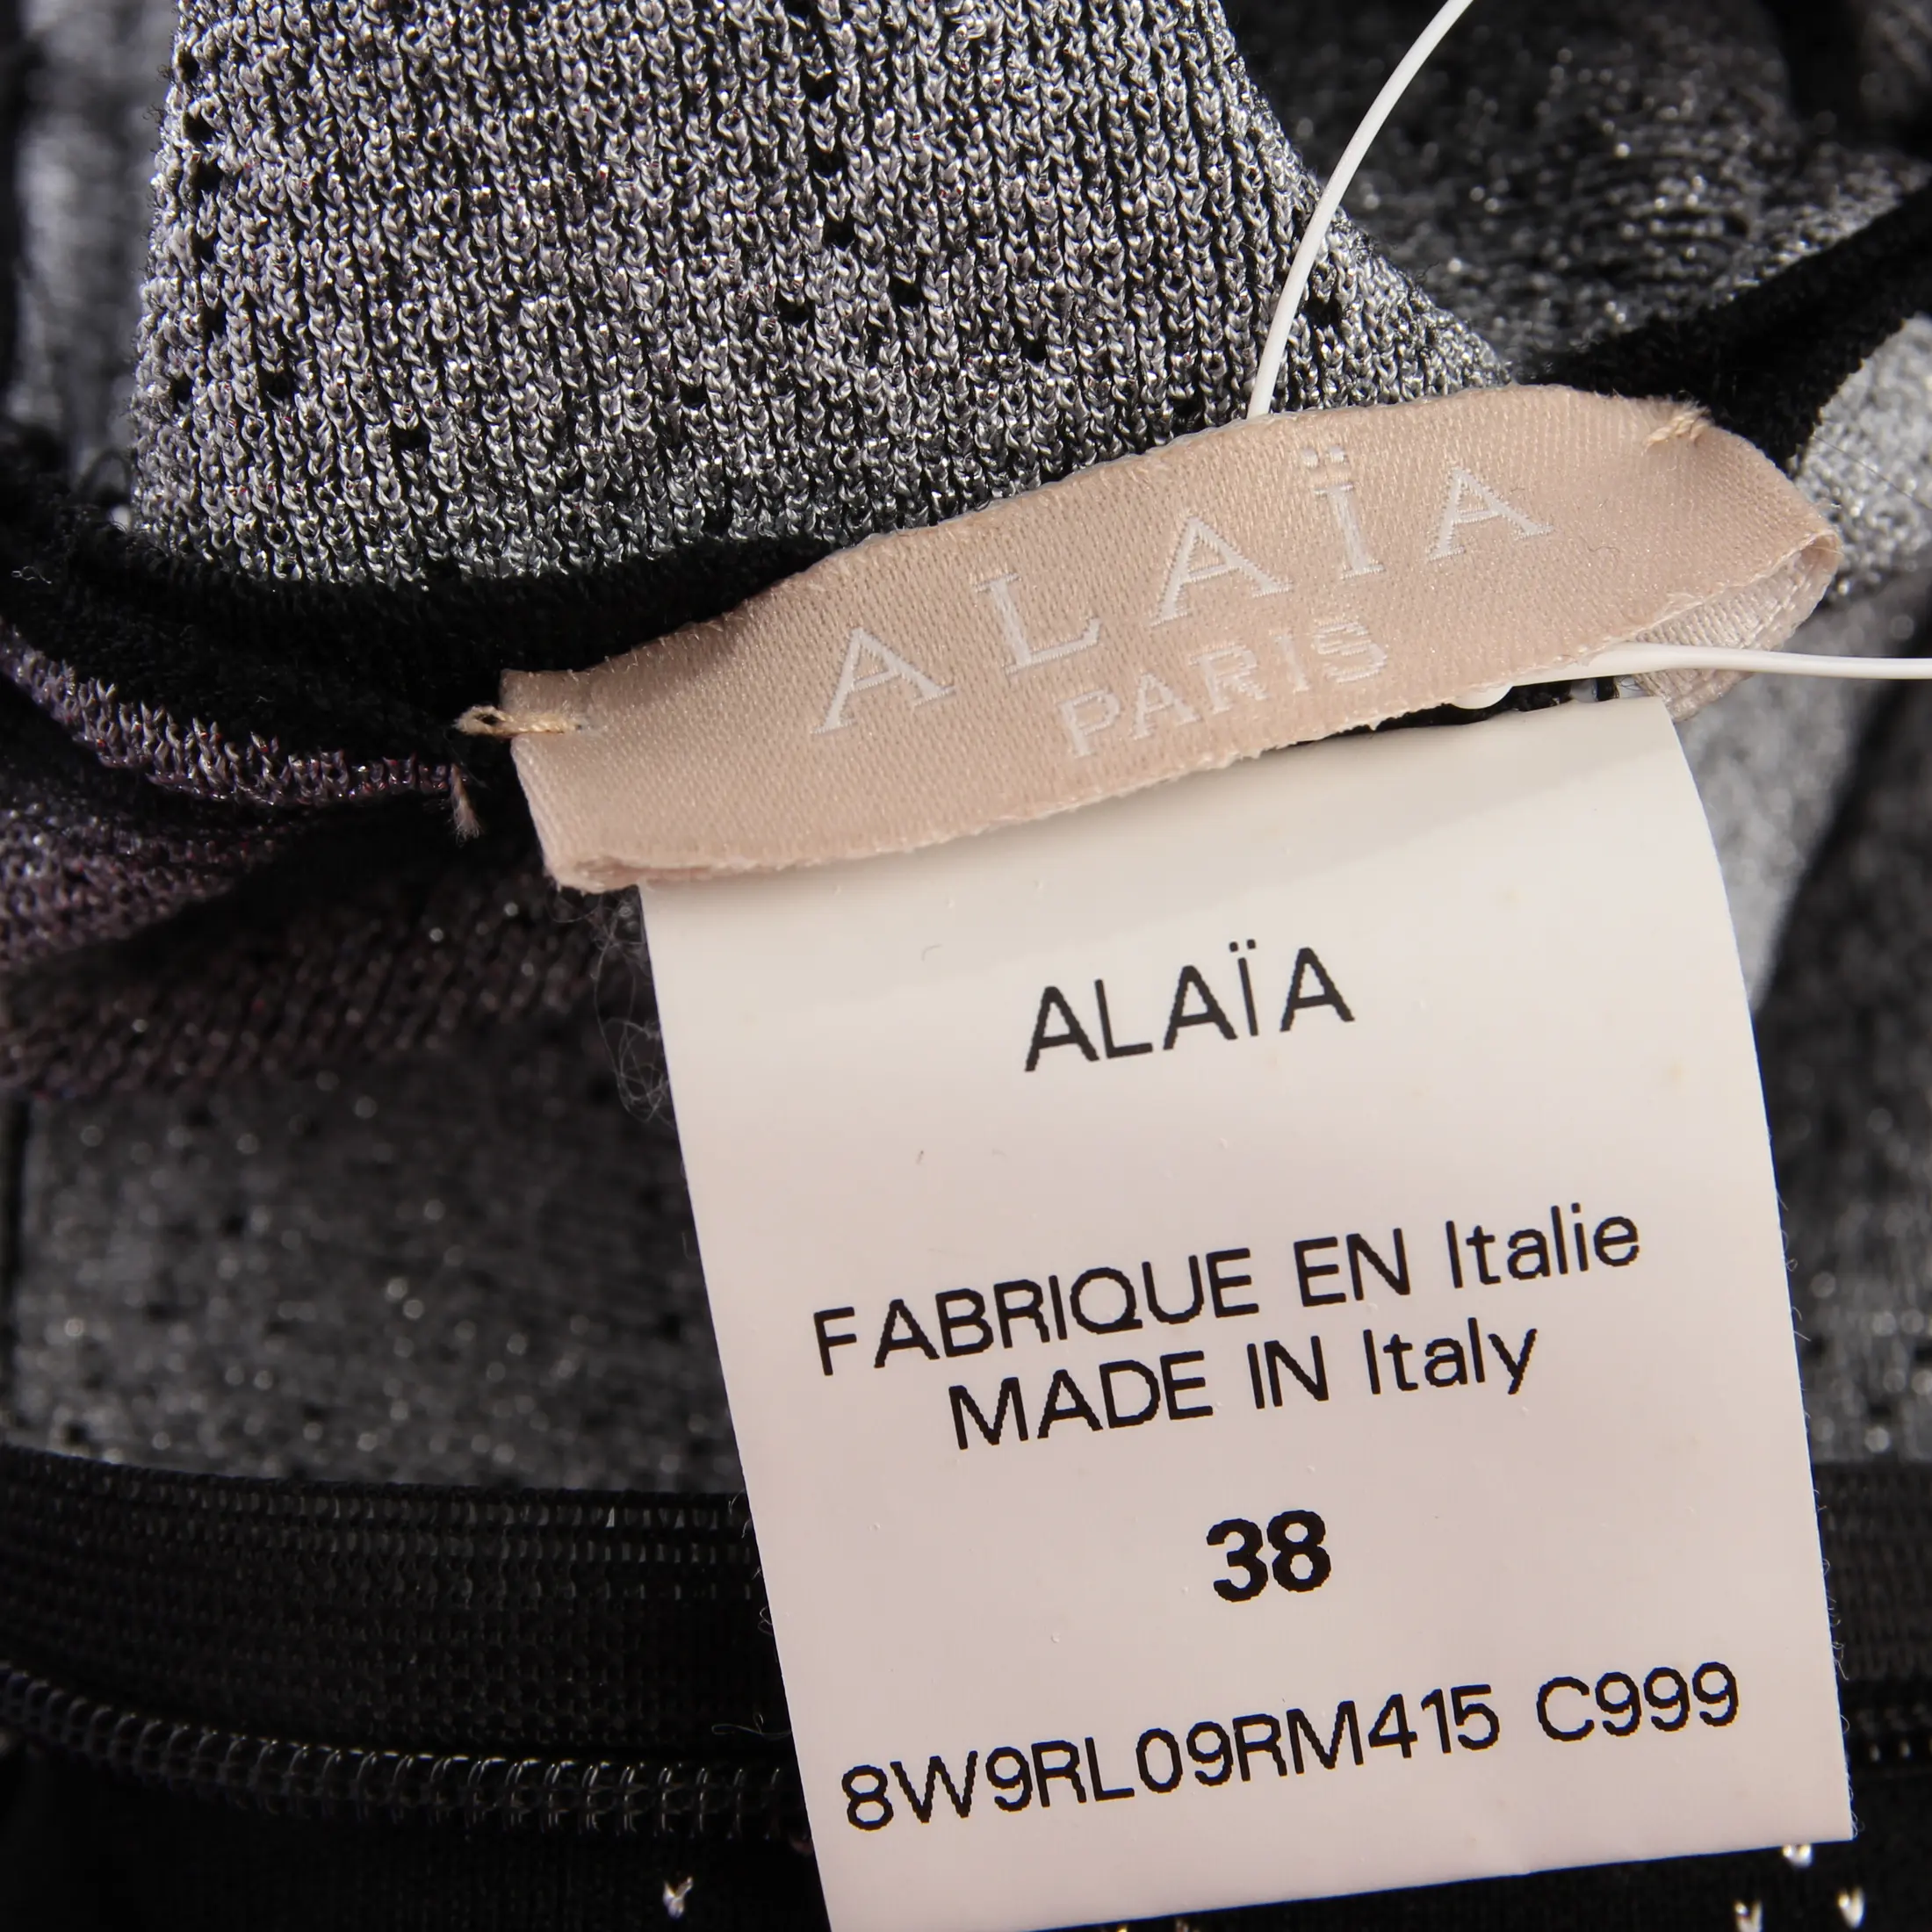 ALAÏA
PARIS
ALAÏA
FABRIQUE EN Italie
MADE IN Italy
38
8W9RL09RM415 C999